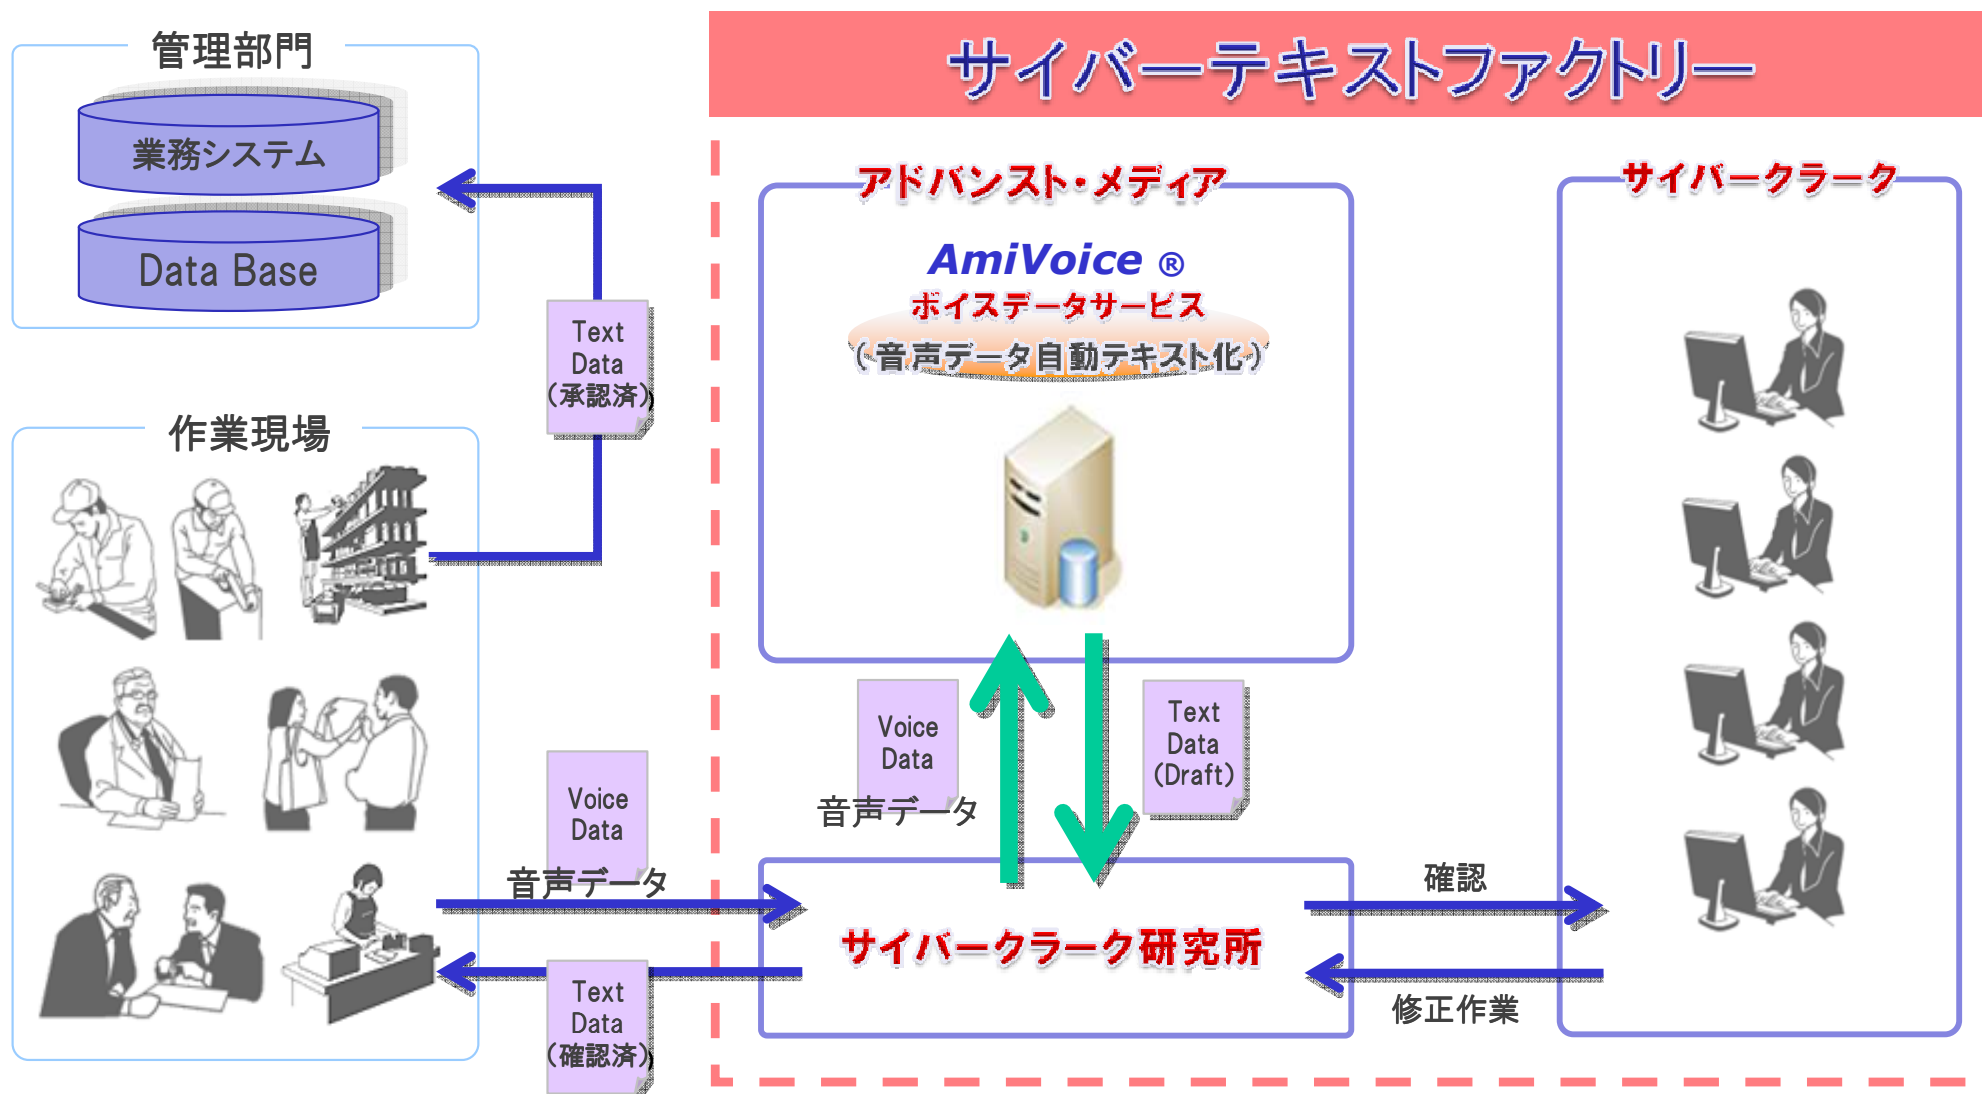 管理部門
業務システム
Data Base
サイバーテキストファクトリー
アドバンスト・メディア
AmiVoice ®
ボイスデータサービス
(音声データ自動テキスト化)
サイバークラーク
Text
Data
(承認済)
作業現場
Voice
Data
音声データ
Text
Data
(Draft)
Voice
Data
音声データ
サイバークラーク研究所
確認
修正作業
Text
Data
(確認済)